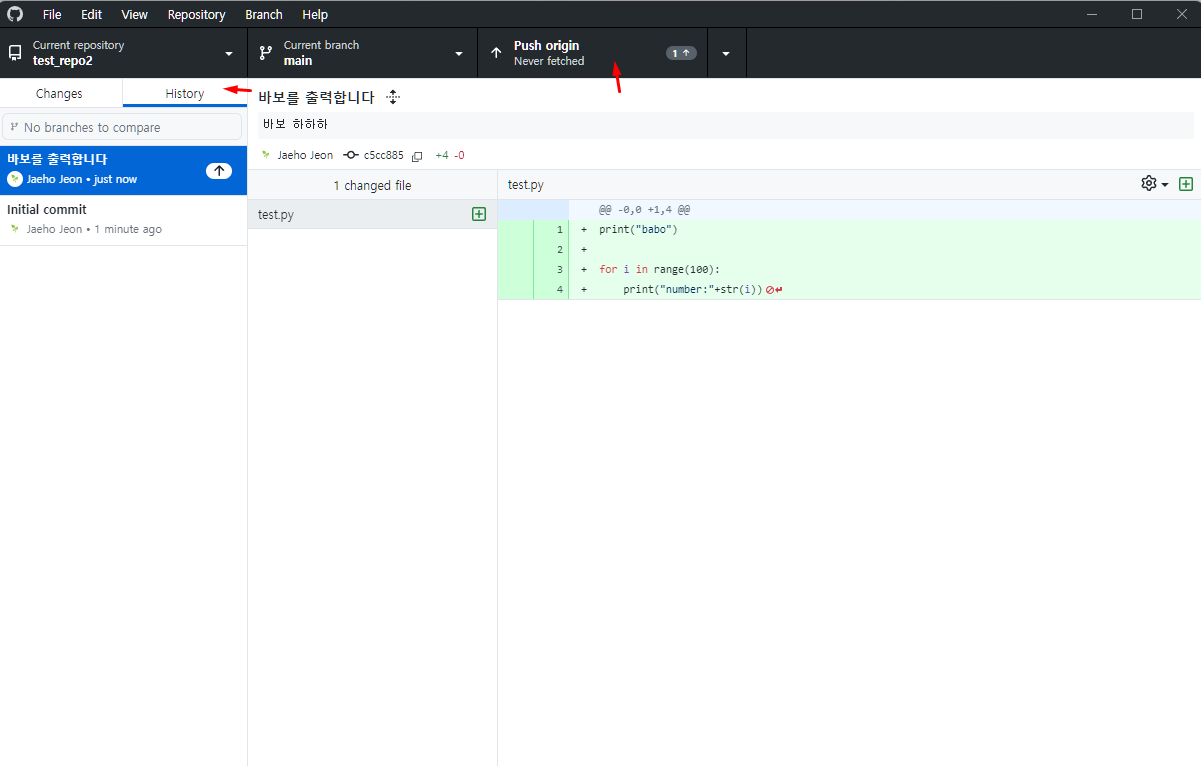 File Edit View Repository Branch Help
Current repository
test_repo2
Current branch
main
Push origin
Never fetched
1
Changes
History
No branches to compare
바보를 출력합니다
Jaeho Jeon • just now
Initial commit
Jaeho Jeon • 1 minute ago
바보를 출력합니다
바보 하하하
Jaeho Jeon c5cc885 +4 -0
1 changed file
test.py
test.py
@@ -0,0 +1,4 @@
1 + print("babo")
2 +
3 + for i in range(100):
4 + print("number:"+str(i))